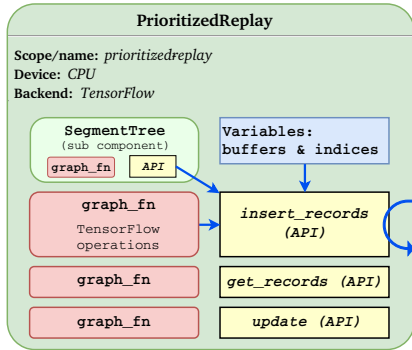 PrioritizedReplay
Scope/name: prioritizedreplay
Device: CPU
Backend: TensorFlow
SegmentTree
(sub component)
graph_fn
API
Variables:
buffers & indices
graph_fn
TensorFlow
operations
insert_records
(API)
graph_fn
get_records (API)
graph_fn
update (API)